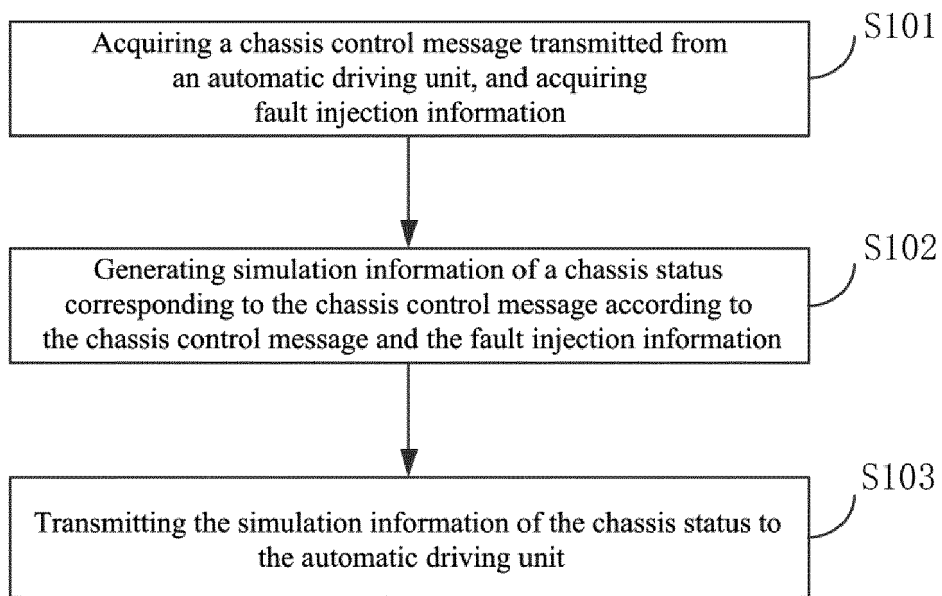 Acquiring a chassis control message transmitted from
an automatic driving unit, and acquiring
fault injection information
S101
Generating simulation information of a chassis status
corresponding to the chassis control message according to
the chassis control message and the fault injection information
S102
Transmitting the simulation information of the chassis status to
the automatic driving unit
S103